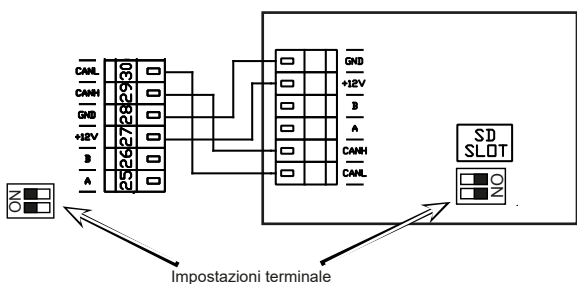 CANL 30
CANH 29
GND 28
+12V 27
B 26
A 25
GND
+12V
B
A
CANH
CANL
SD
SLOT
ON
ON
Impostazioni terminale